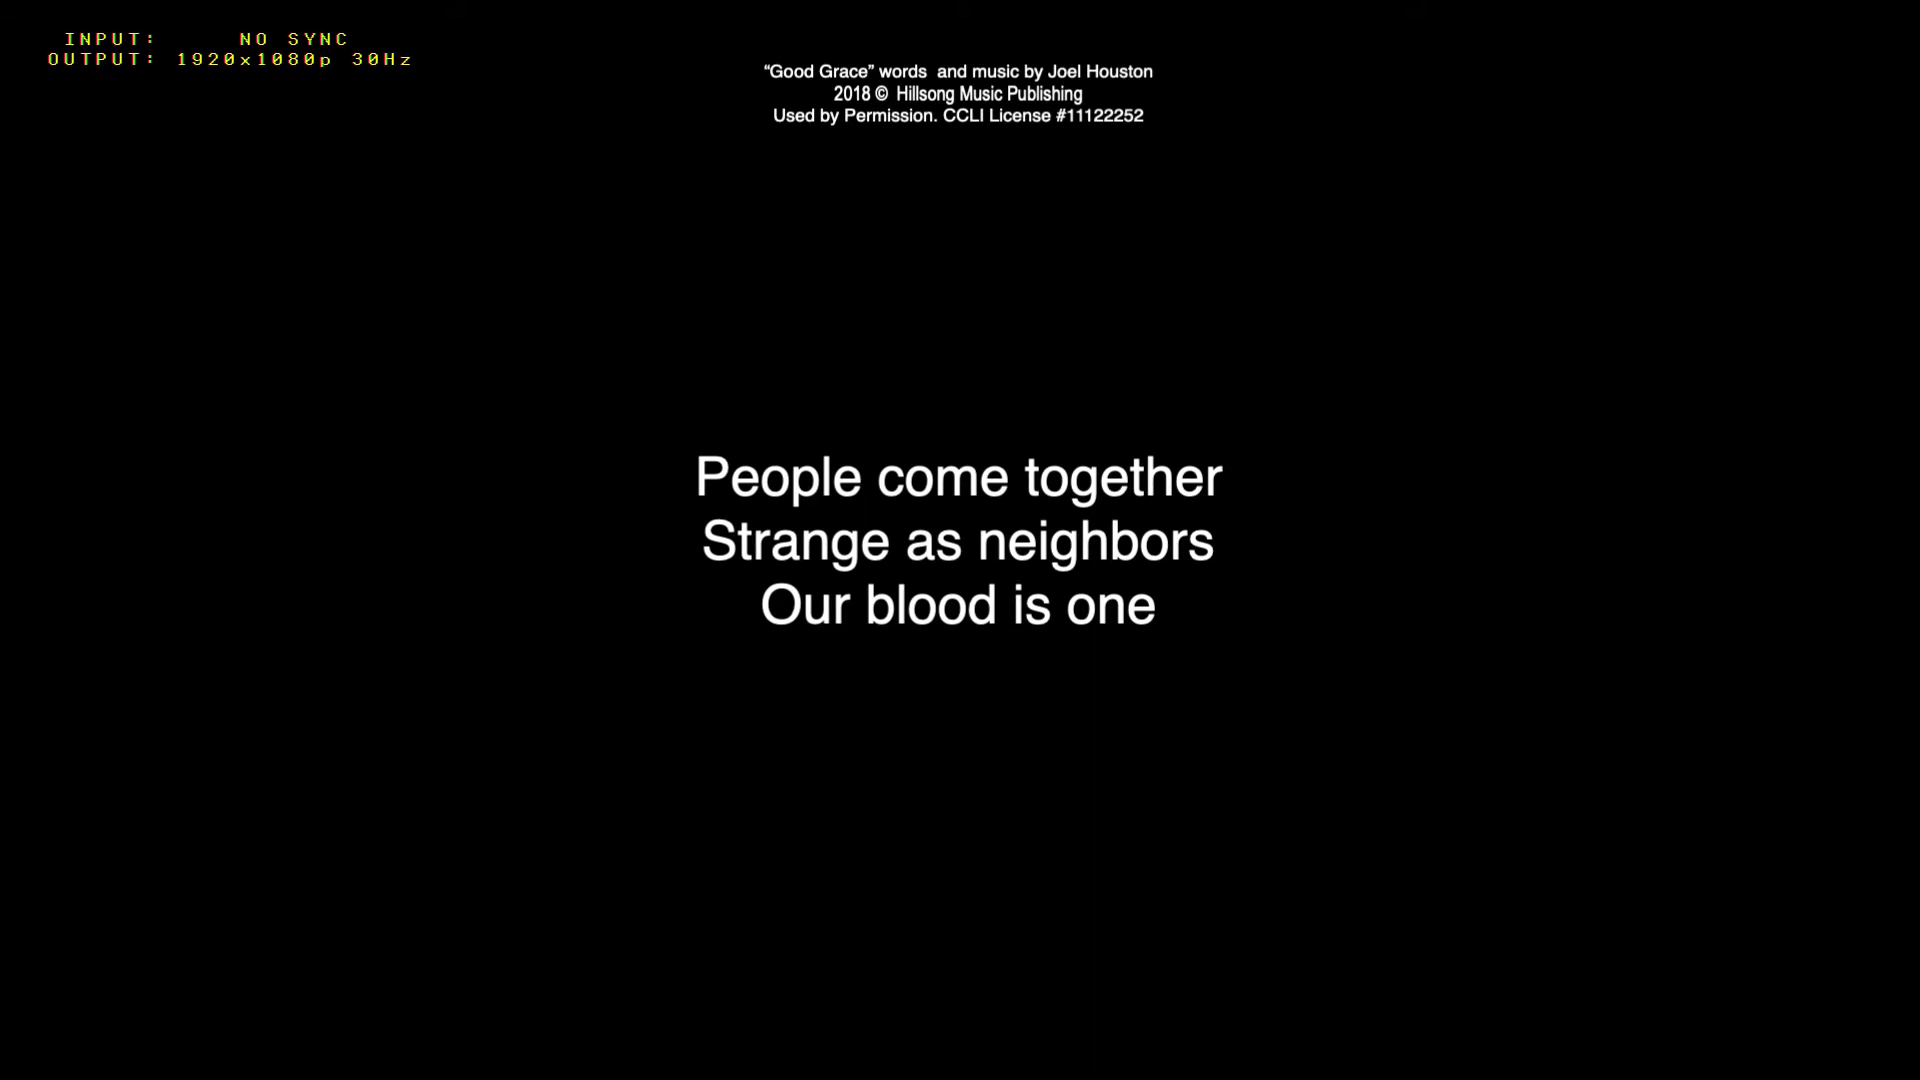 INPUT: NO SYNC
OUTPUT: 1920x1080p 30Hz
“Good Grace” words  and music by Joel Houston
2018 ©  Hillsong Music Publishing
Used by Permission. CCLI License #11122252
People come together
Strange as neighbors
Our blood is one